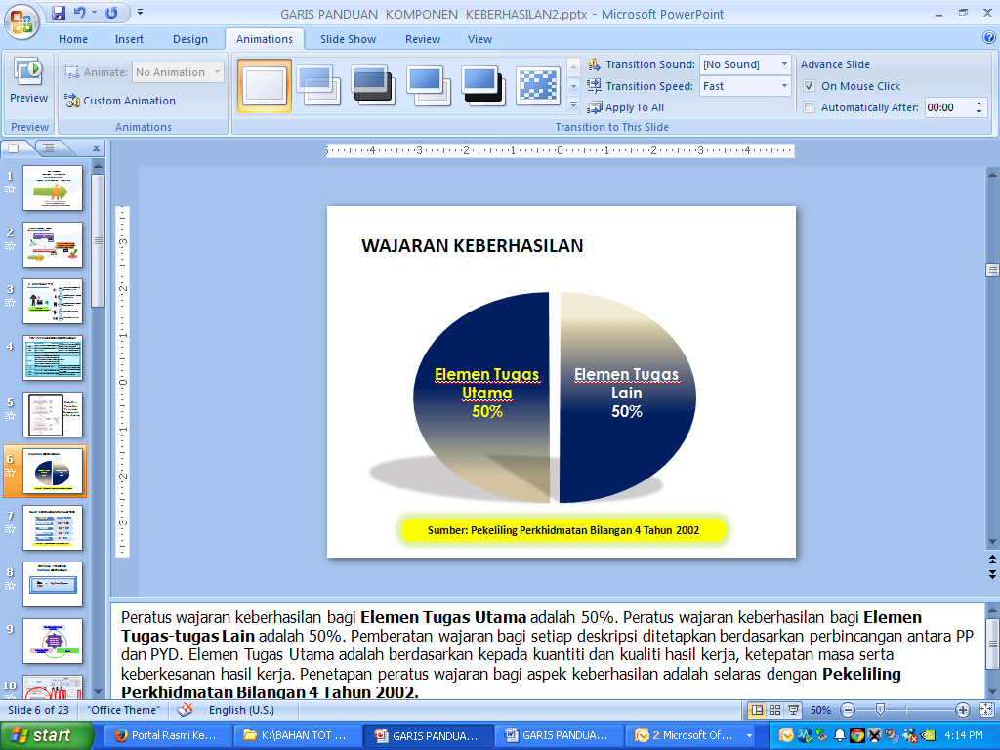 GARIS PANDUAN KOMPONEN KEBERHASILAN2.pptx - Microsoft PowerPoint
Home Insert Design Animations Slide Show Review View
Preview
Preview
Animate: No Animation
Custom Animation
Animations
Transition Sound: [No Sound]
Transition Speed: Fast
Apply To All
Transition to This Slide
Advance Slide
On Mouse Click
Automatically After: 00:00
1
2
3
4
5
6
7
8
9
10
WAJARAN KEBERHASILAN
Elemen Tugas
Utama
50%
Elemen Tugas
Lain
50%
Sumber: Pekeliling Perkhidmatan Bilangan 4 Tahun 2002
Peratus wajaran keberhasilan bagi Elemen Tugas Utama adalah 50%. Peratus wajaran keberhasilan bagi Elemen
Tugas-tugas Lain adalah 50%. Pemberatan wajaran bagi setiap deskripsi ditetapkan berdasarkan perbincangan antara PP
dan PYD. Elemen Tugas Utama adalah berdasarkan kepada kuantiti dan kualiti hasil kerja, ketepatan masa serta
keberkesanan hasil kerja. Penetapan peratus wajaran bagi aspek keberhasilan adalah selaras dengan Pekeliling
Perkhidmatan Bilangan 4 Tahun 2002.
Slide 6 of 23 "Office Theme" English (U.S.) 50%
start Portal Rasmi Ke... K:\BAHAN TOT ... GARIS PANDUA... GARIS PANDUA... 2 Microsoft Of... 4:14 PM